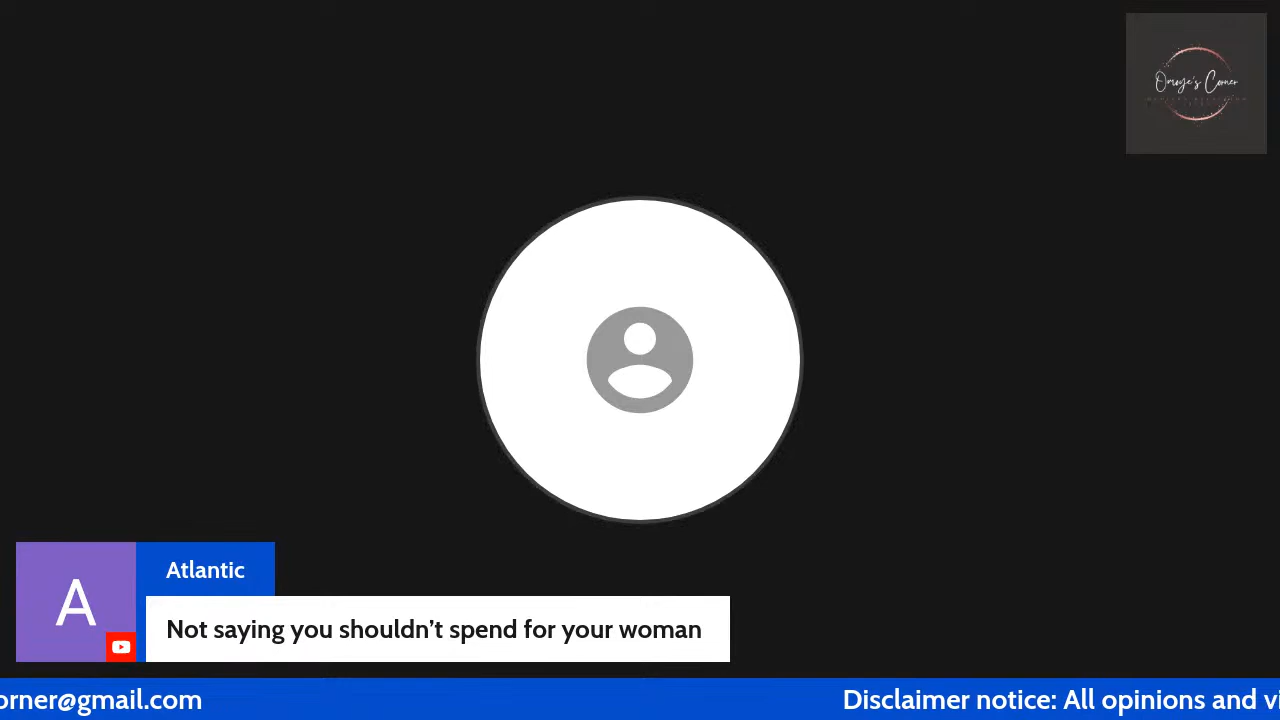 Omoye's Corner
A
Atlantic
Not saying you shouldn't spend for your woman
orner@gmail.com
Disclaimer notice: All opinions and vi